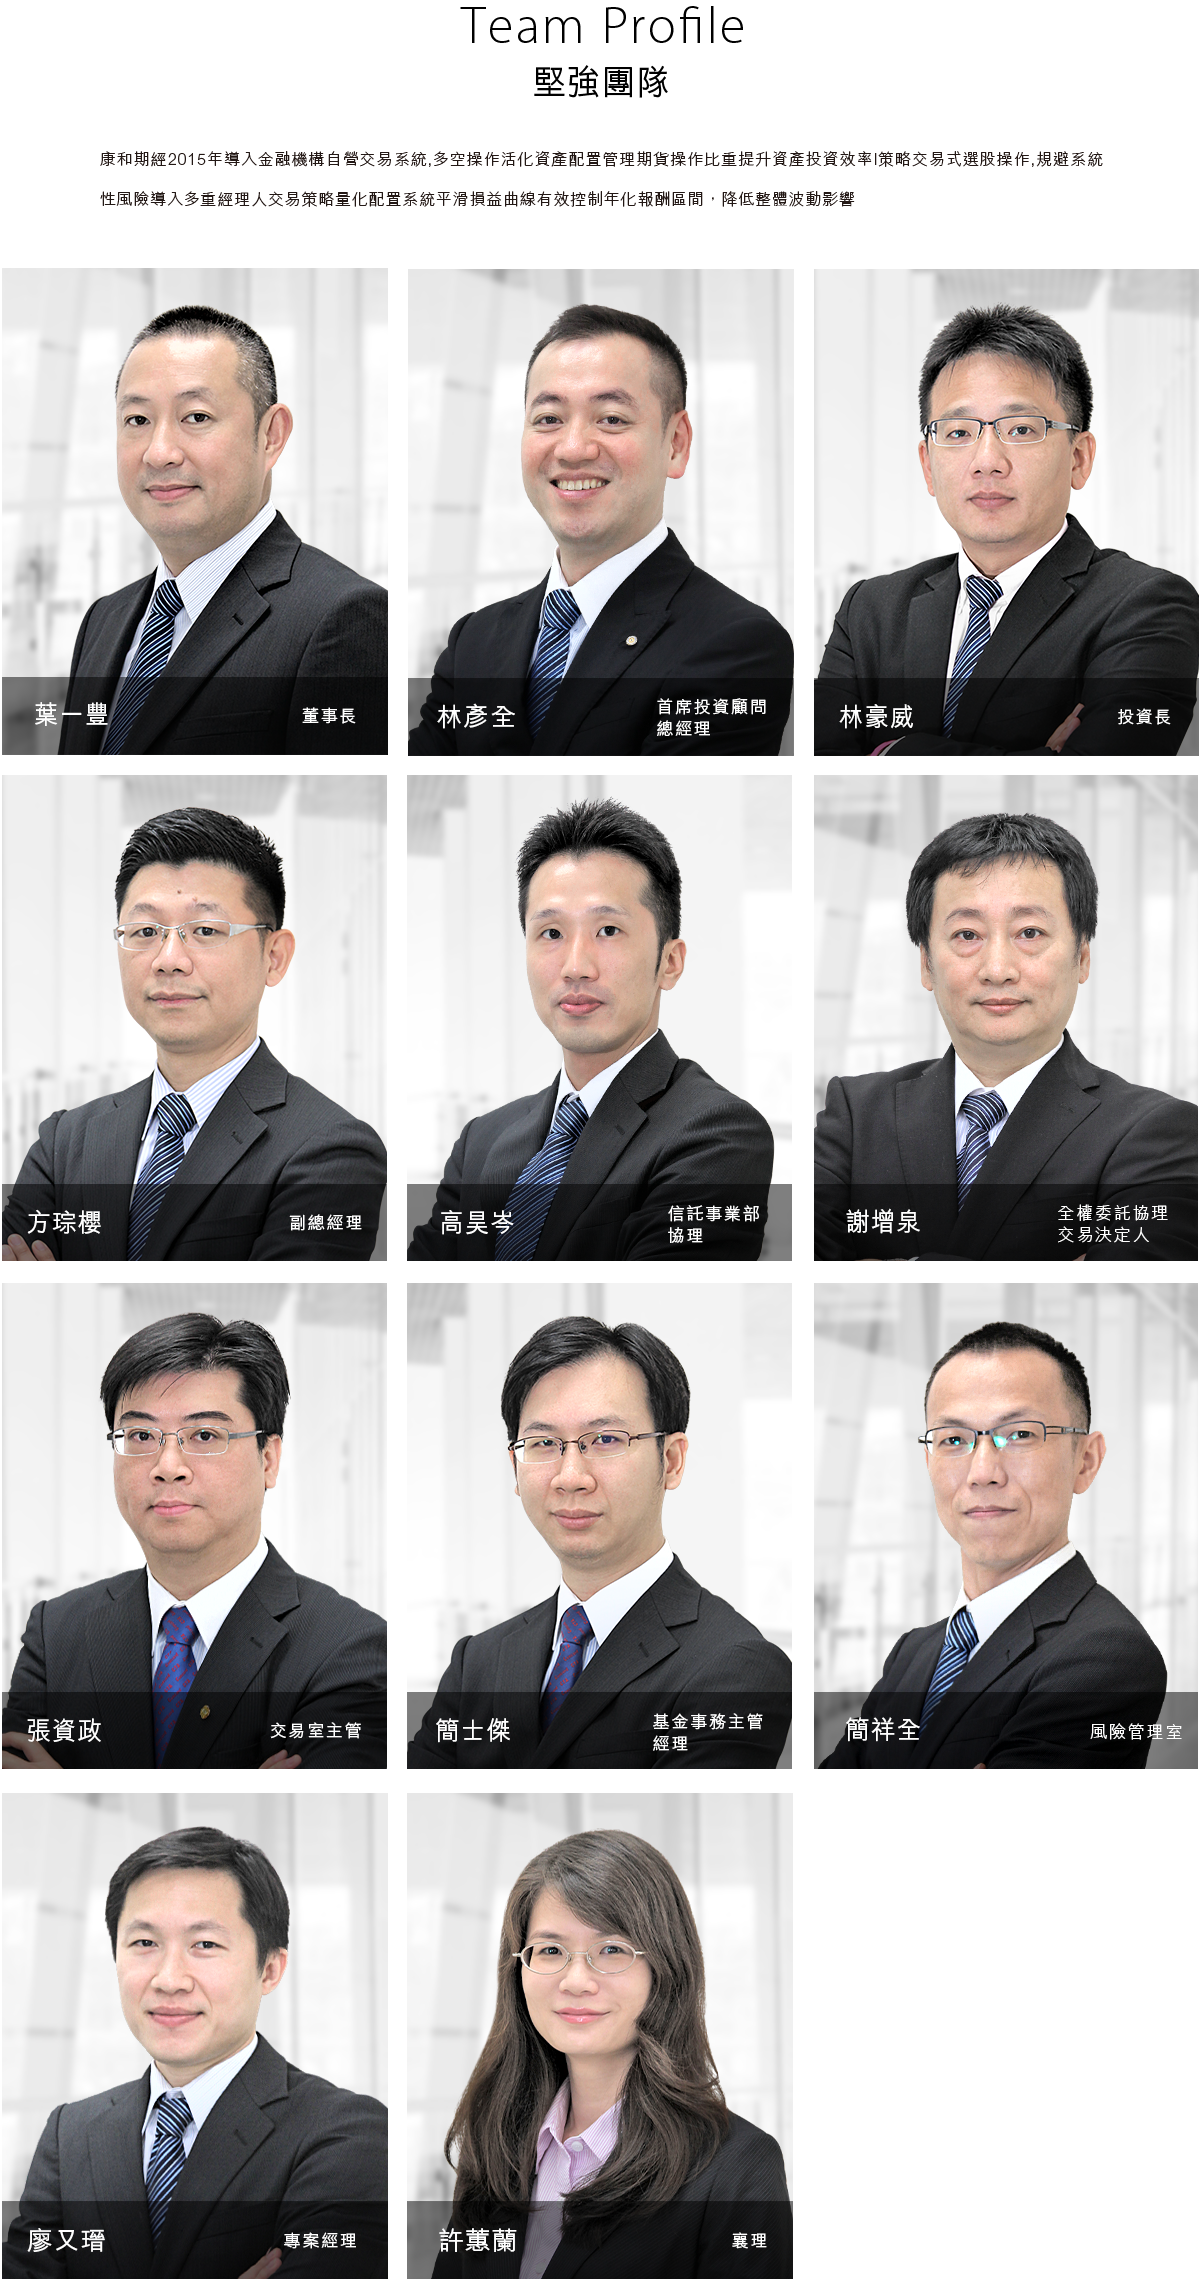 Team Profile
堅強團隊
康和期經2015年導入金融機構自營交易系統,多空操作活化資產配置管理期貨操作比重提升資產投資效率l策略交易式選股操作,規避系統
性風險導入多重經理人交易策略量化配置系統平滑損益曲線有效控制年化報酬區間，降低整體波動影響
葉一豐
董事長
林彥全
首席投資顧問
總經理
林豪威
投資長
方琮櫻
副總經理
高昊岑
信託事業部
協理
謝增泉
全權委託協理
交易決定人
張資政
交易室主管
簡士傑
基金事務主管
經理
簡祥全
風險管理室
廖又瑨
專案經理
許蕙蘭
襄理